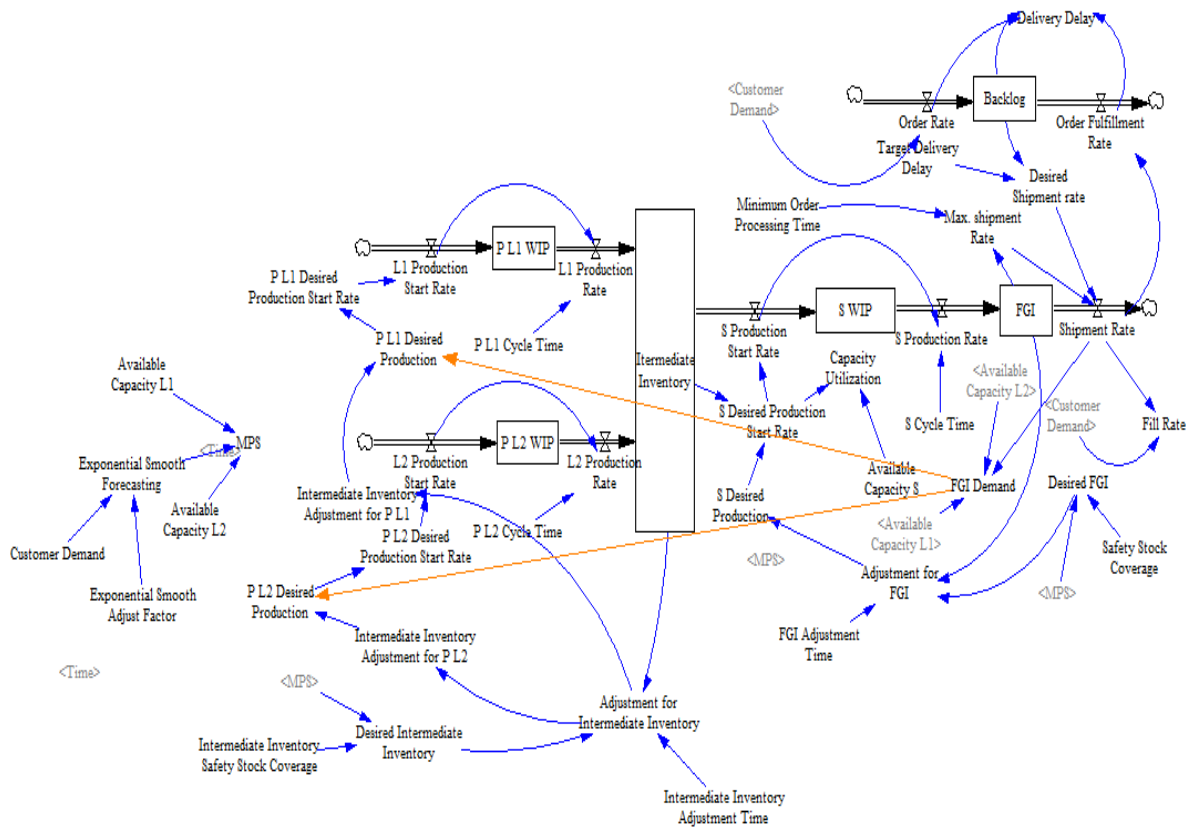 Delivery Delay
<Customer
Demand>
Backlog
Order Rate
Order Fulfillment
Rate
Target Delivery
Delay
Desired
Shipment rate
Minimum Order
Processing Time
Max. shipment
Rate
P L1 WIP
L1 Production
Start Rate
L1 Production
Rate
P L1 Desired
Production Start Rate
S WIP
FGI
S Production
Start Rate
S Production Rate
Shipment Rate
P L1 Desired
Production
P L1 Cycle Time
Itermediate
Inventory
Capacity
Utilization
Available
Capacity L1
<Available
Capacity L2>
S Desired Production
Start Rate
S Cycle Time
<Customer
Demand>
Fill Rate
P L2 WIP
MPS
<Time>
Exponential Smooth
Forecasting
L2 Production
Start Rate
L2 Production
Rate
Available
Capacity S
FGI Demand
Desired FGI
Intermediate Inventory
Adjustment for P L1
S Desired
Production
Available
Capacity L2
P L2 Desired
Production Start Rate
P L2 Cycle Time
<Available
Capacity L1>
Customer Demand
<MPS>
Safety Stock
Coverage
Adjustment for
FGI
<MPS>
Exponential Smooth
Adjust Factor
P L2 Desired
Production
FGI Adjustment
Time
Intermediate Inventory
Adjustment for P L2
<Time>
<MPS>
Adjustment for
Intermediate Inventory
Desired Intermediate
Inventory
Intermediate Inventory
Safety Stock Coverage
Intermediate Inventory
Adjustment Time